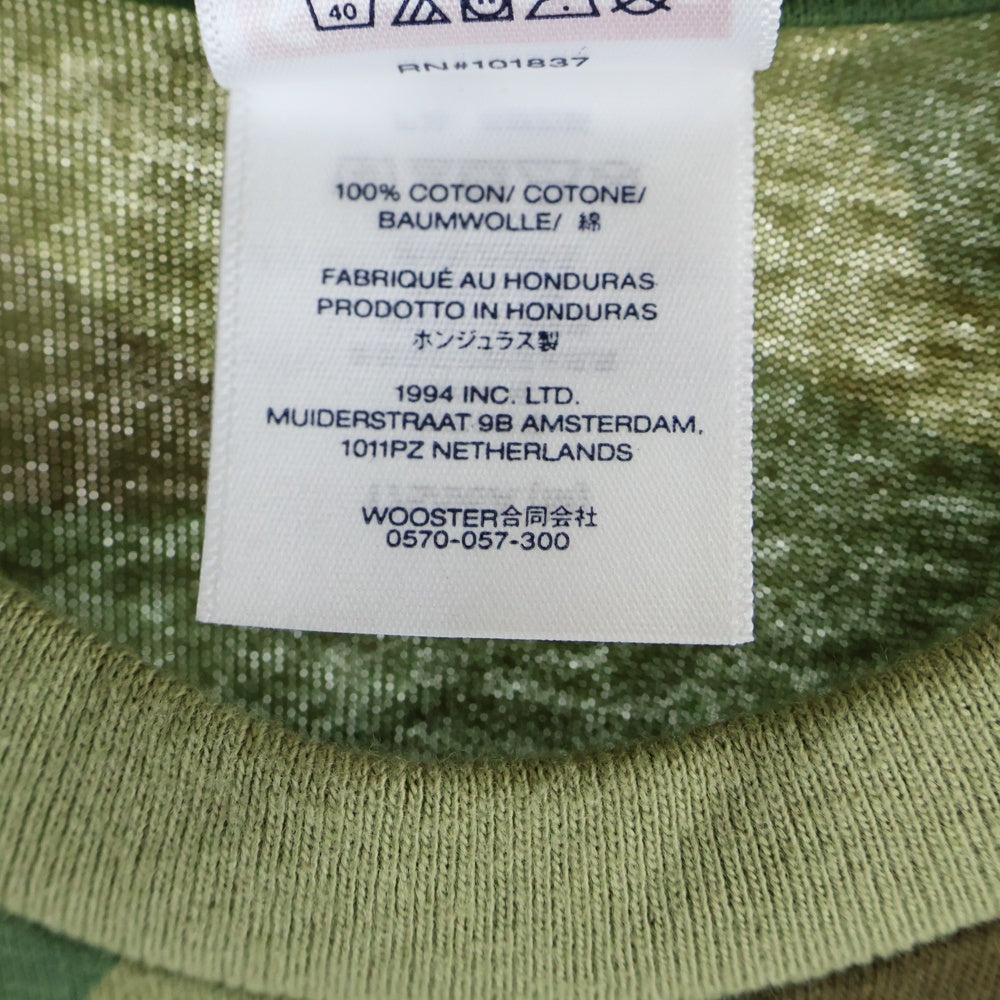 40
RN#101837
100% COTON/ COTONE/
BAUMWOLLE/ 綿
FABRIQUÉ AU HONDURAS
PRODOTTO IN HONDURAS
ホンジュラス製
1994 INC. LTD.
MUIDERSTRAAT 9B AMSTERDAM,
1011PZ NETHERLANDS
WOOSTER合同会社
0570-057-300